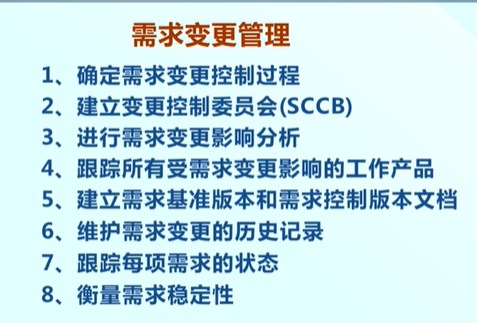 需求变更管理
1、确定需求变更控制过程
2、建立变更控制委员会(SCCB)
3、进行需求变更影响分析
4、跟踪所有受需求变更影响的工作产品
5、建立需求基准版本和需求控制版本文档
6、维护需求变更的历史记录
7、跟踪每项需求的状态
8、衡量需求稳定性